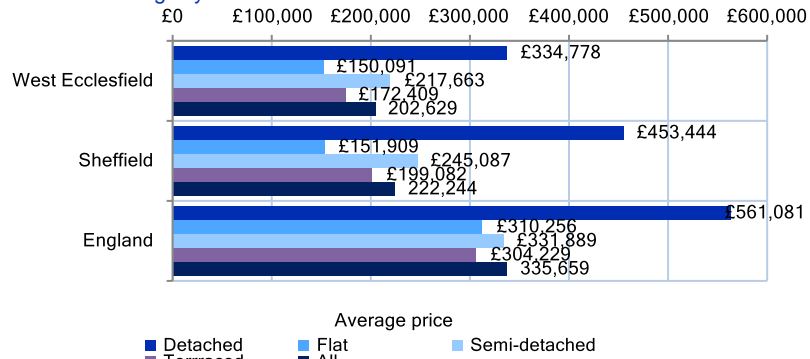 £0 £100,000 £200,000 £300,000 £400,000 £500,000 £600,000
£334,778
£150,091
West Ecclesfield £217,663
£172,409
202,629
£453,444
£151,909
Sheffield £245,087
£199,082
222,244
£561,081
£310,256
England £331,889
£304,229
335,659
Average price
Detached Flat Semi-detached
All